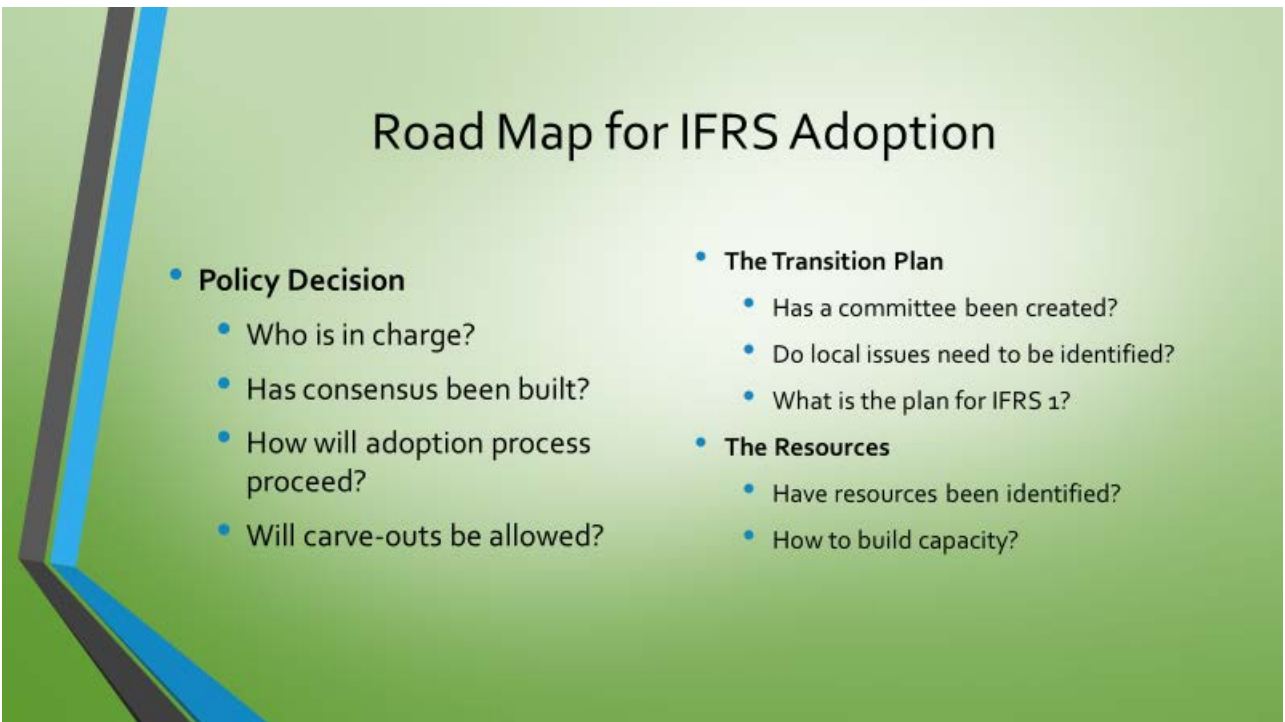 Road Map for IFRS Adoption
• Policy Decision
• Who is in charge?
• Has consensus been built?
• How will adoption process
proceed?
• Will carve-outs be allowed?
• The Transition Plan
• Has a committee been created?
• Do local issues need to be identified?
• What is the plan for IFRS 1?
• The Resources
• Have resources been identified?
• How to build capacity?